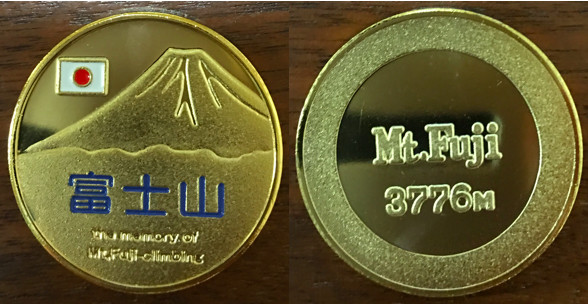 富士山
the memory of
Mt.Fuji-climbing
Mt.Fuji
3776M